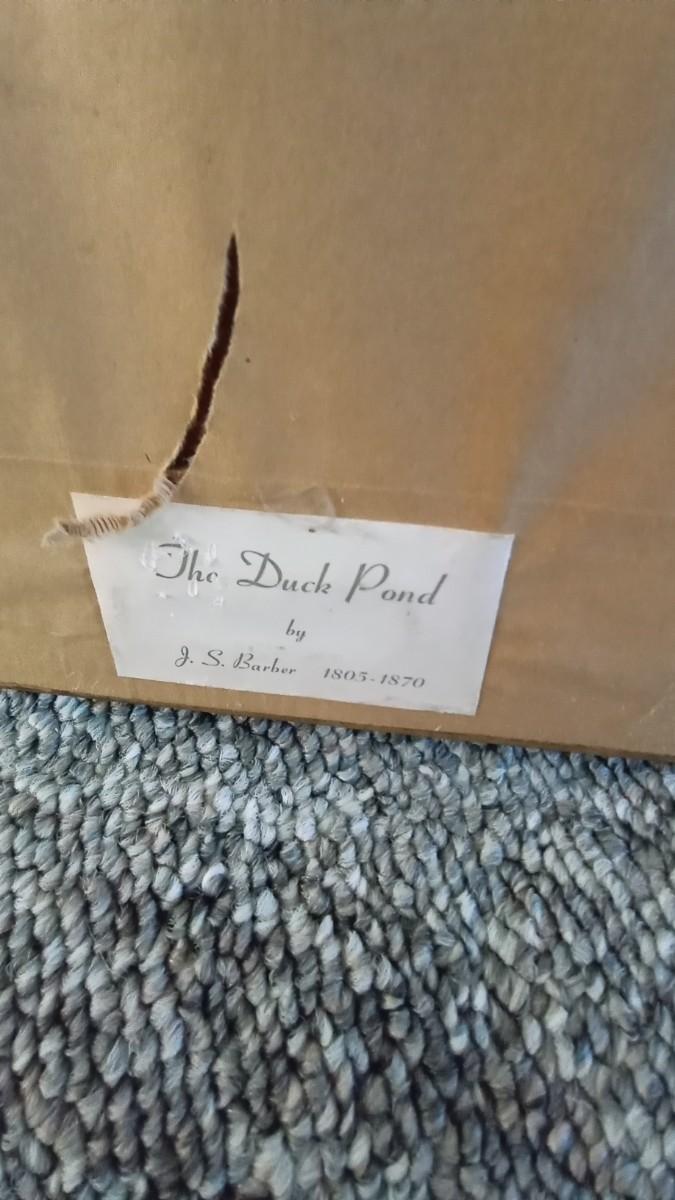 The Duck Pond
by
J. S. Barber 1805-1870